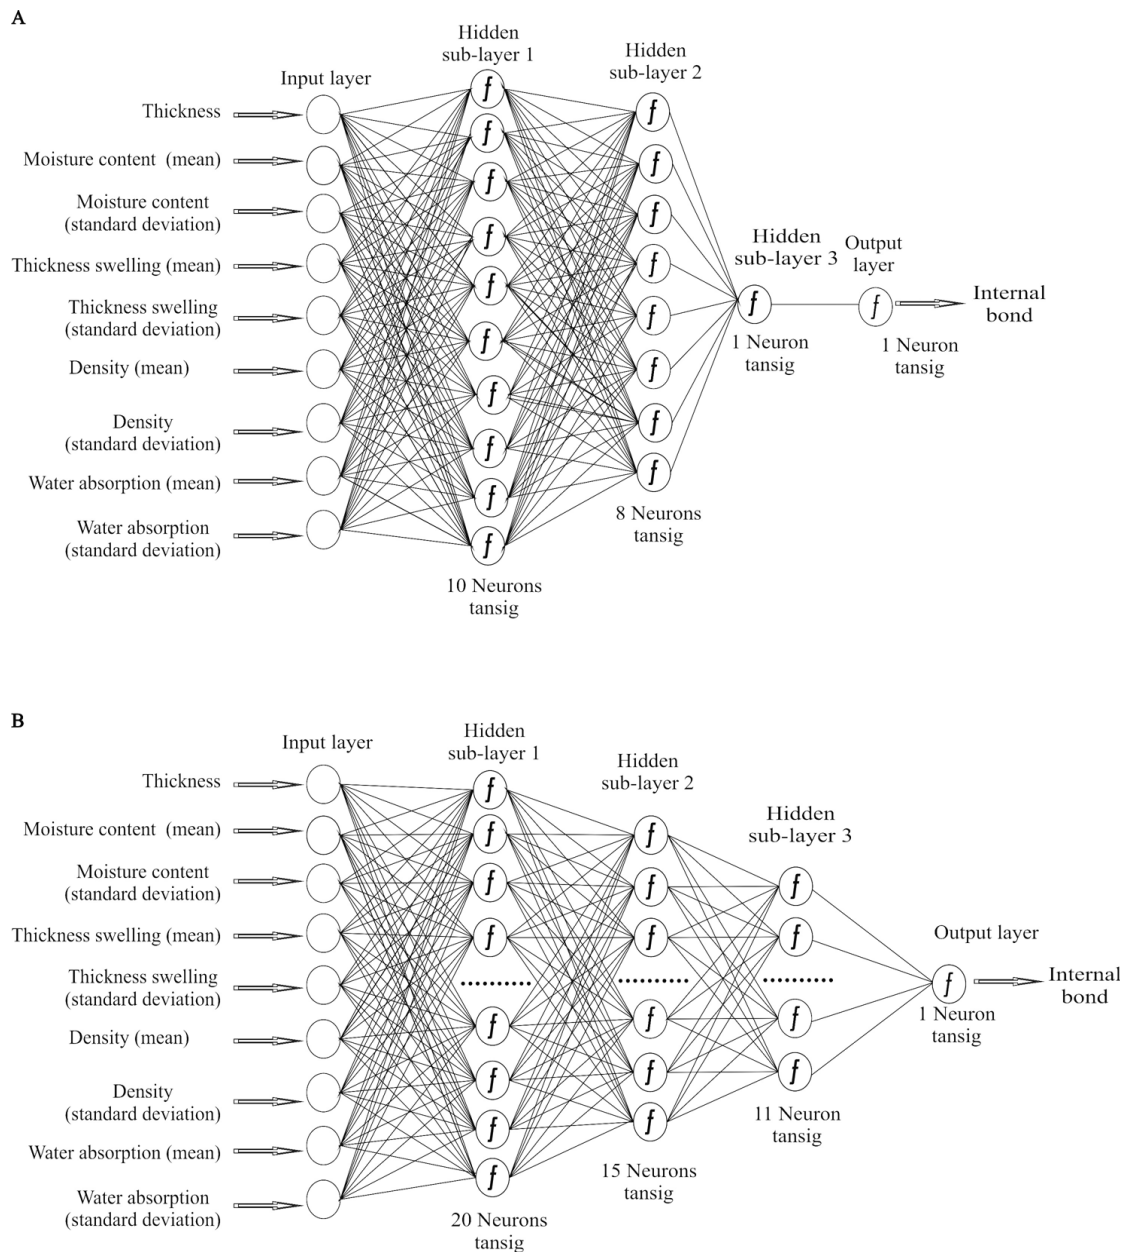 A
Hidden
sub-layer 1
Hidden
sub-layer 2
Input layer
Thickness
Moisture content (mean)
Moisture content
(standard deviation)
Thickness swelling (mean)
Thickness swelling
(standard deviation)
Density (mean)
Density
(standard deviation)
Water absorption (mean)
Water absorption
(standard deviation)
f
f
f
f
f
f
f
f
f
f
10 Neurons
tansig
f
f
f
f
f
f
f
f
8 Neurons
tansig
Hidden
sub-layer 3
f
1 Neuron
tansig
Output
layer
f
1 Neuron
tansig
Internal
bond
B
Input layer
Hidden
sub-layer 1
Hidden
sub-layer 2
Hidden
sub-layer 3
Thickness
Moisture content (mean)
Moisture content
(standard deviation)
Thickness swelling (mean)
Thickness swelling
(standard deviation)
Density (mean)
Density
(standard deviation)
Water absorption (mean)
Water absorption
(standard deviation)
f
f
f
f
..........
f
f
f
f
20 Neurons
tansig
f
f
f
..........
f
f
f
15 Neurons
tansig
f
f
..........
f
f
11 Neuron
tansig
Output layer
f
1 Neuron
tansig
Internal
bond